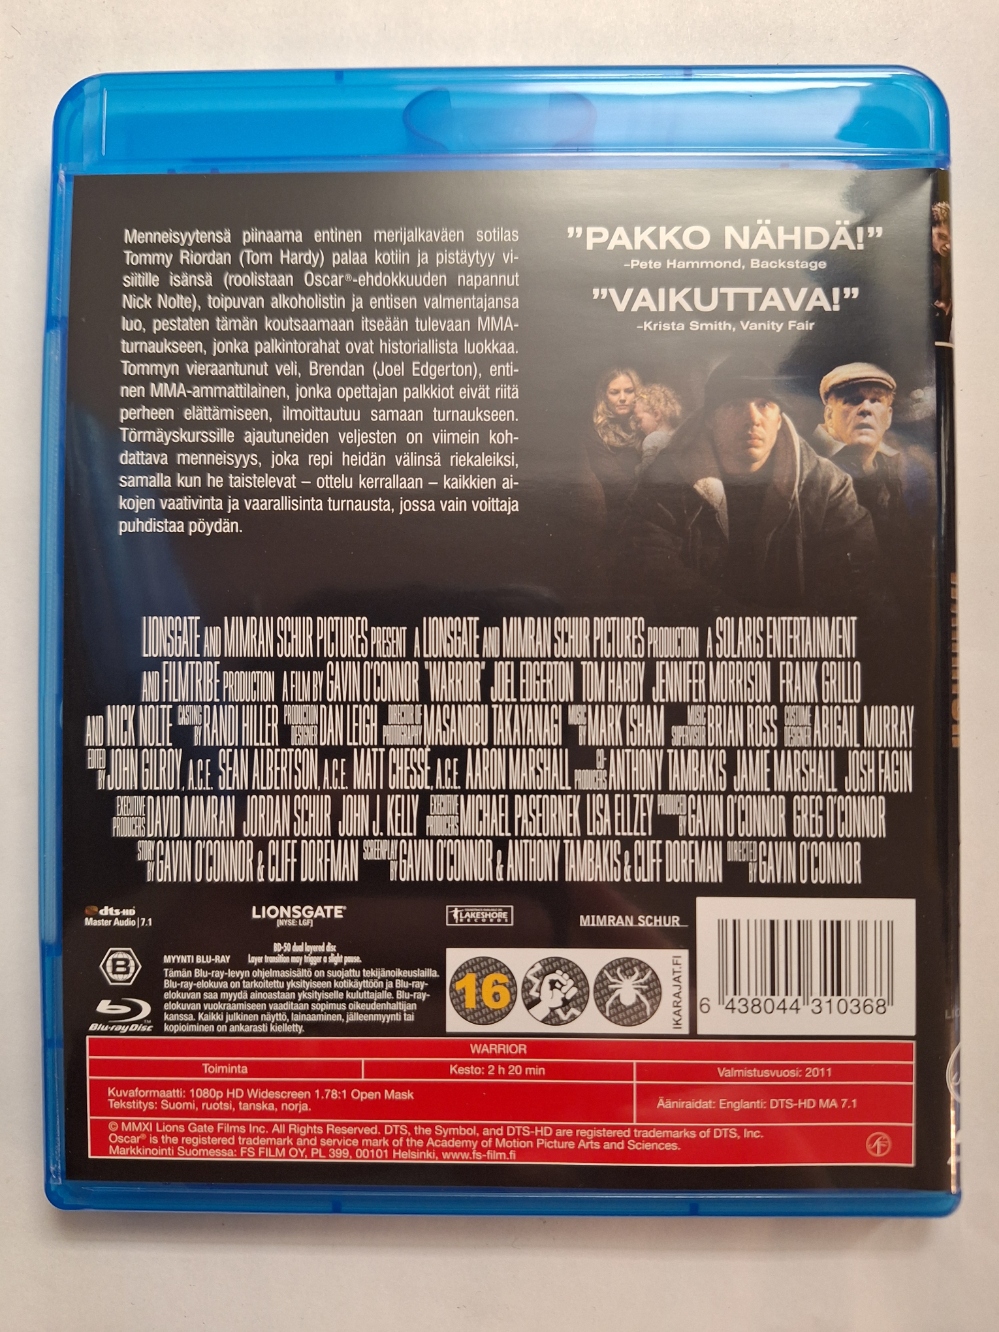 Menneisyytensä piinaama entinen merijalkaväen sotilas
Tommy Riordan (Tom Hardy) palaa kotiin ja pistäytyy vi-
siitille isänsä (roolistaan Oscar®-ehdokkuuden napannut
Nick Nolte), toipuvan alkoholistin ja entisen valmentajansa
luo, pestaten tämän koutsaamaan itseään tulevaan MMA-
turnaukseen, jonka palkintorahat ovat historiallista luokkaa.
Tommyn vieraantunut veli, Brendan (Joel Edgerton), enti-
nen MMA-ammattilainen, jonka opettajan palkkiot eivät riitä
perheen elättämiseen, ilmoittautuu samaan turnaukseen.
Törmäyskurssille ajautuneiden veljesten on viimein koh-
dattava menneisyys, joka repi heidän välinsä riekaleiksi,
samalla kun he taistelevat – ottelu kerrallaan – kaikkien ai-
kojen vaativinta ja vaarallisinta turnausta, jossa vain voittaja
puhdistaa pöydän.
"PAKKO NÄHDÄ!"
-Pete Hammond, Backstage
"VAIKUTTAVA!"
-Krista Smith, Vanity Fair
LIONSGATE AND MIMRAN SCHUR PICTURES PRESENT A LIONSGATE AND MIMRAN SCHUR PICTURES PRODUCTION A SOLARIS ENTERTAINMENT
AND FILMTRIBE PRODUCTION A FILM BY GAVIN O'CONNOR "WARRIOR" JOEL EDGERTON TOM HARDY JENNIFER MORRISON FRANK GRILLO
AND NICK NOLTE CASTING BY RANDI HILLER PRODUCTION DESIGNER DAN LEIGH DIRECTOR OF PHOTOGRAPHY MASANOBU TAKAYANAGI MUSIC BY MARK ISHAM MUSIC SUPERVISOR BRIAN ROSS COSTUME DESIGNER ABIGAIL MURRAY
EDITED BY JOHN GILROY, A.C.E. SEAN ALBERTSON, A.C.E. MATT CHESSÉ, A.C.E. AARON MARSHALL CO-PRODUCERS ANTHONY TAMBAKIS JAMIE MARSHALL JOSH FAGIN
EXECUTIVE PRODUCERS DAVID MIMRAN JORDAN SCHUR JOHN J. KELLY EXECUTIVE PRODUCERS MICHAEL PASEORNEK LISA ELLZEY PRODUCED BY GAVIN O'CONNOR GREG O'CONNOR
STORY BY GAVIN O'CONNOR & CLIFF DORFMAN SCREENPLAY BY GAVIN O'CONNOR & ANTHONY TAMBAKIS & CLIFF DORFMAN DIRECTED BY GAVIN O'CONNOR
dts-HD
Master Audio | 7.1
LIONSGATE®
(NYSE: LGF)
LAKESHORE
RECORDS
MIMRAN SCHUR
PICTURES
BD-50 dual layered disc
Layer transition may trigger a slight pause.
B
MYYNTI BLU-RAY
Tämän Blu-ray-levyn ohjelmasisältö on suojattu tekijänoikeuslailla.
Blu-ray-elokuva on tarkoitettu yksityiseen kotikäyttöön ja Blu-ray-
elokuvan saa myydä ainoastaan yksityiselle kuluttajalle. Blu-ray-
elokuvan vuokraamiseen vaaditaan sopimus oikeudenhaltijan
kanssa. Kaikki julkinen näyttö, lainaaminen, jälleenmyynti tai
kopioiminen on ankarasti kielletty.
Blu-ray Disc™
16
IKARAJAT.FI
6 438044 310368
WARRIOR
Toiminta
Kesto: 2 h 20 min
Valmistusvuosi: 2011
Kuvaformaatti: 1080p HD Widescreen 1.78:1 Open Mask
Tekstitys: Suomi, ruotsi, tanska, norja.
Ääniraidat: Englanti: DTS-HD MA 7.1
© MMXI Lions Gate Films Inc. All Rights Reserved. DTS, the Symbol, and DTS-HD are registered trademarks of DTS, Inc.
Oscar® is the registered trademark and service mark of the Academy of Motion Picture Arts and Sciences.
Markkinointi Suomessa: FS FILM OY, PL 399, 00101 Helsinki, www.fs-film.fi